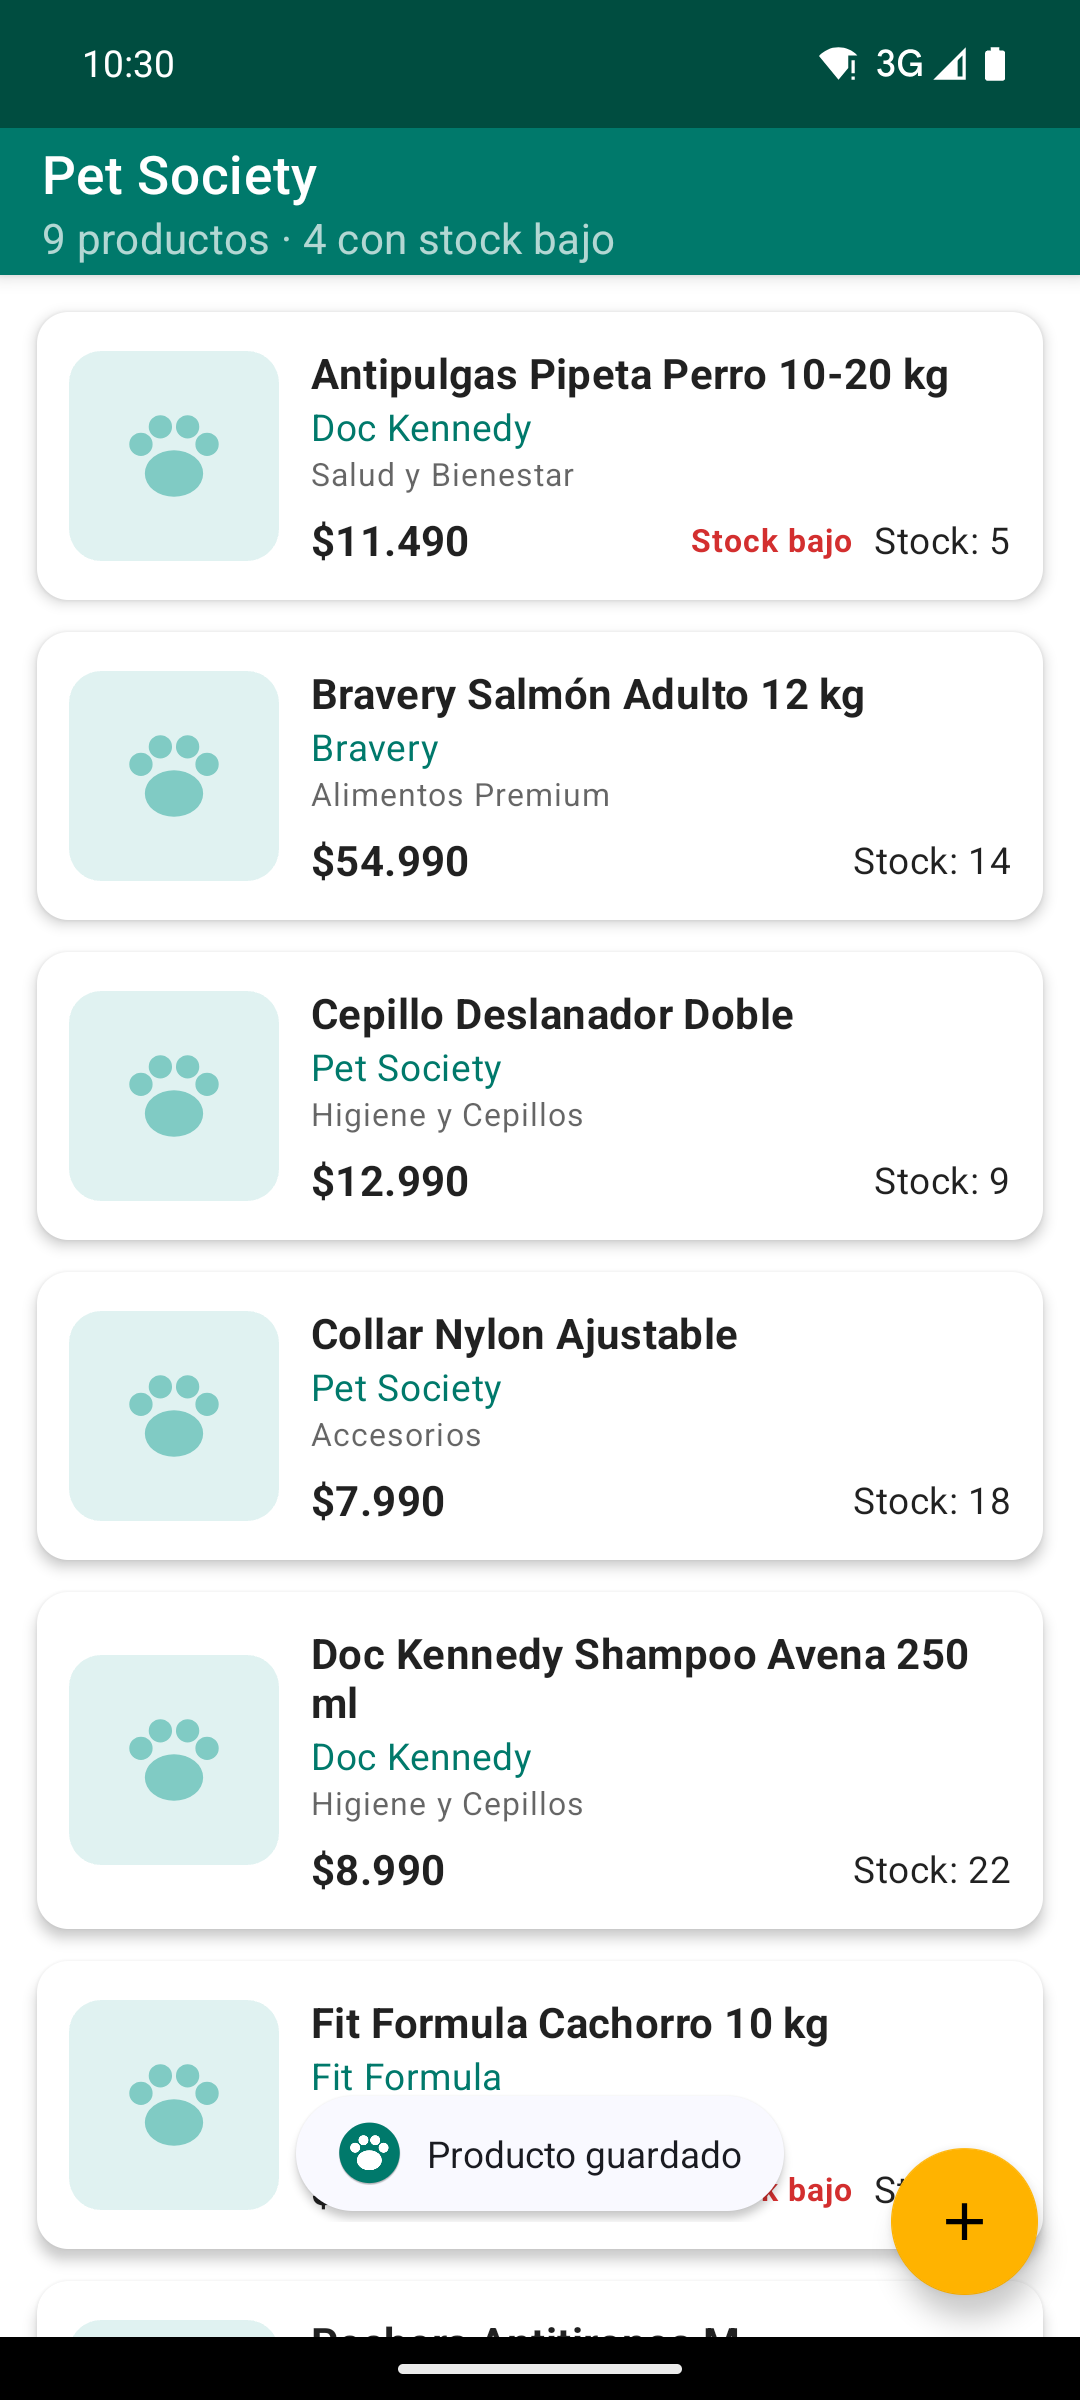 10:30
3G
Pet Society
9 productos · 4 con stock bajo
Antipulgas Pipeta Perro 10-20 kg
Doc Kennedy
Salud y Bienestar
$11.490 Stock bajo Stock: 5
Bravery Salmón Adulto 12 kg
Bravery
Alimentos Premium
$54.990 Stock: 14
Cepillo Deslanador Doble
Pet Society
Higiene y Cepillos
$12.990 Stock: 9
Collar Nylon Ajustable
Pet Society
Accesorios
$7.990 Stock: 18
Doc Kennedy Shampoo Avena 250
ml
Doc Kennedy
Higiene y Cepillos
$8.990 Stock: 22
Fit Formula Cachorro 10 kg
Fit Formula
Producto guardado
bajo